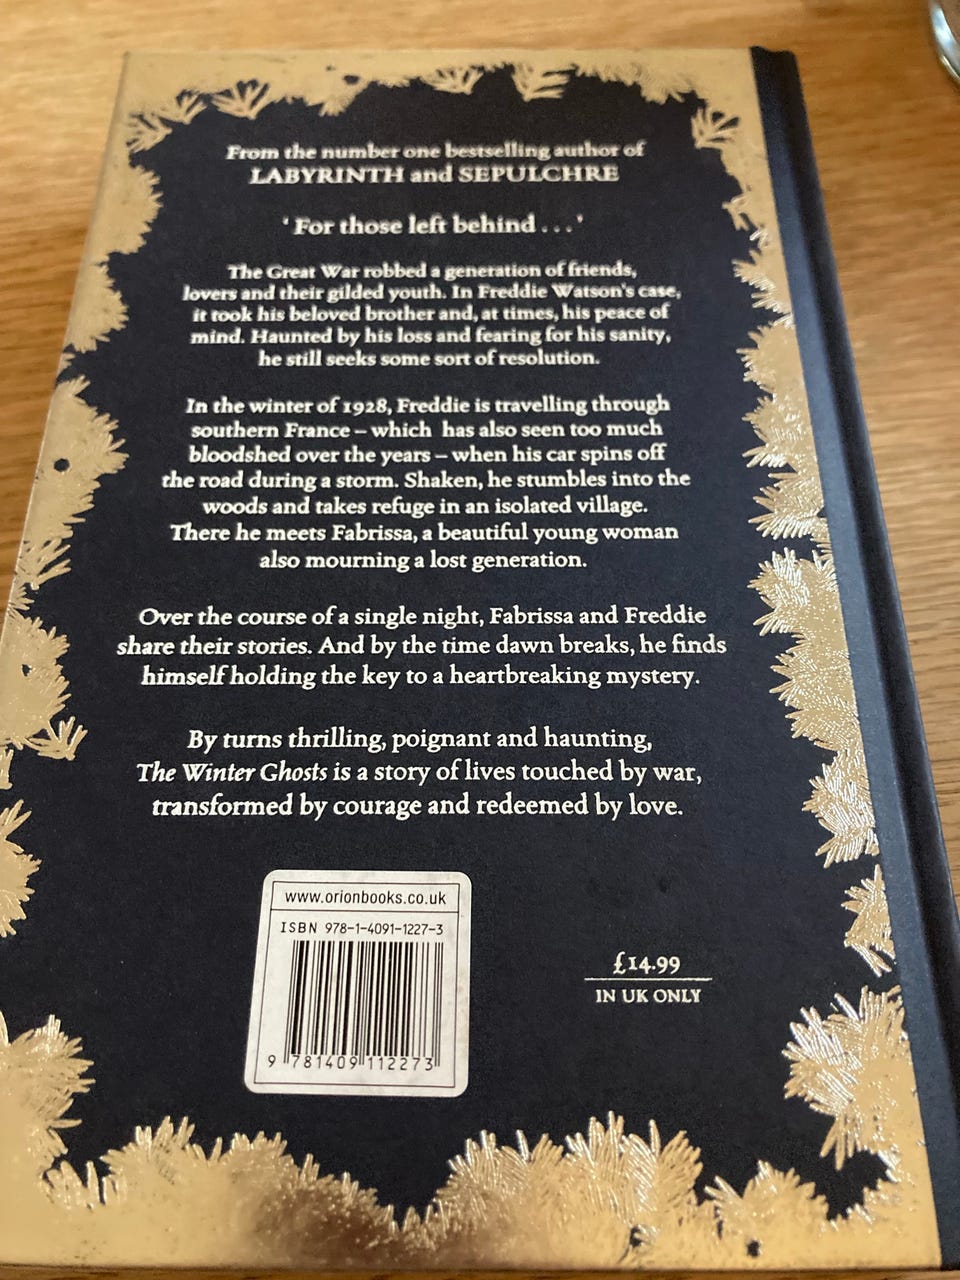 From the number one bestselling author of
LABYRINTH and SEPULCHRE
'For those left behind . . .'
The Great War robbed a generation of friends,
lovers and their gilded youth. In Freddie Watson's case,
it took his beloved brother and, at times, his peace of
mind. Haunted by his loss and fearing for his sanity,
he still seeks some sort of resolution.
In the winter of 1928, Freddie is travelling through
southern France – which has also seen too much
bloodshed over the years – when his car spins off
the road during a storm. Shaken, he stumbles into the
woods and takes refuge in an isolated village.
There he meets Fabrissa, a beautiful young woman
also mourning a lost generation.
Over the course of a single night, Fabrissa and Freddie
share their stories. And by the time dawn breaks, he finds
himself holding the key to a heartbreaking mystery.
By turns thrilling, poignant and haunting,
The Winter Ghosts is a story of lives touched by war,
transformed by courage and redeemed by love.
www.orionbooks.co.uk
ISBN 978-1-4091-1227-3
9 781409 112273
£14.99
IN UK ONLY